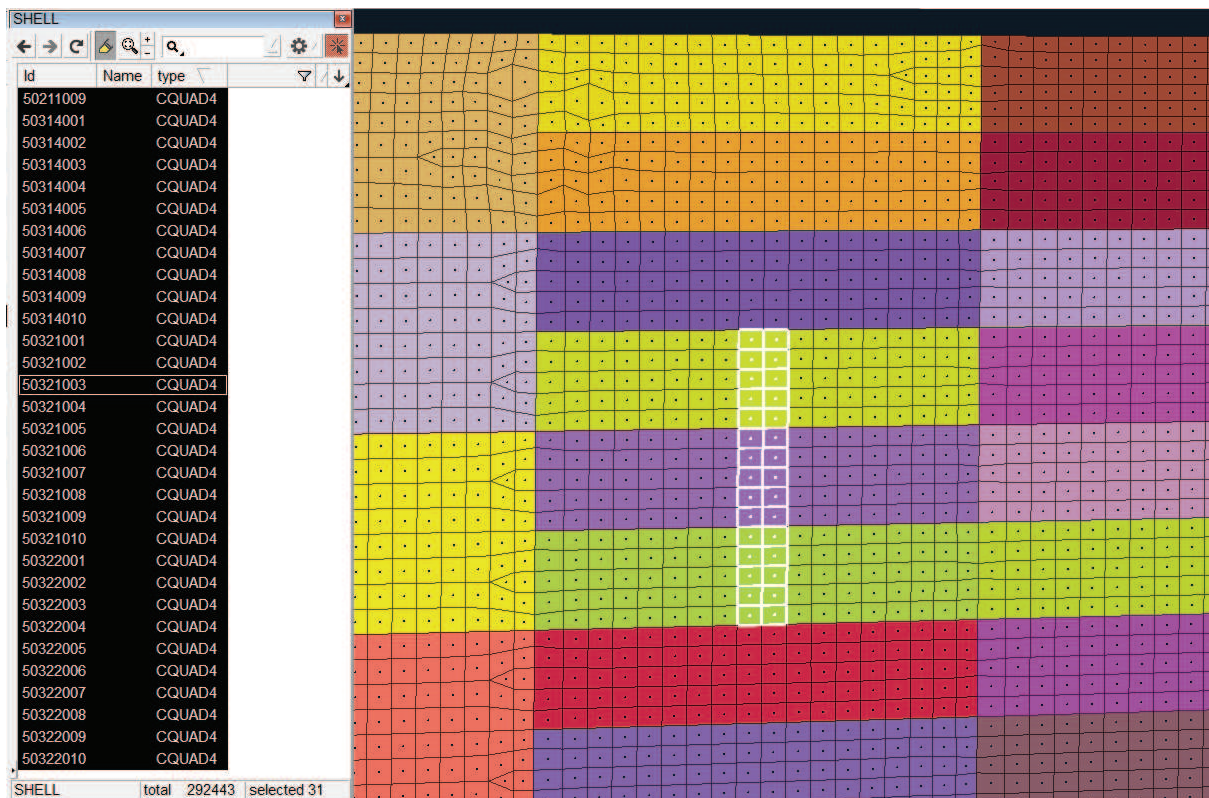 SHELL
Id Name type
50211009 CQUAD4
50314001 CQUAD4
50314002 CQUAD4
50314003 CQUAD4
50314004 CQUAD4
50314005 CQUAD4
50314006 CQUAD4
50314007 CQUAD4
50314008 CQUAD4
50314009 CQUAD4
50314010 CQUAD4
50321001 CQUAD4
50321002 CQUAD4
50321003 CQUAD4
50321004 CQUAD4
50321005 CQUAD4
50321006 CQUAD4
50321007 CQUAD4
50321008 CQUAD4
50321009 CQUAD4
50321010 CQUAD4
50322001 CQUAD4
50322002 CQUAD4
50322003 CQUAD4
50322004 CQUAD4
50322005 CQUAD4
50322006 CQUAD4
50322007 CQUAD4
50322008 CQUAD4
50322009 CQUAD4
50322010 CQUAD4
SHELL total 292443 selected 31